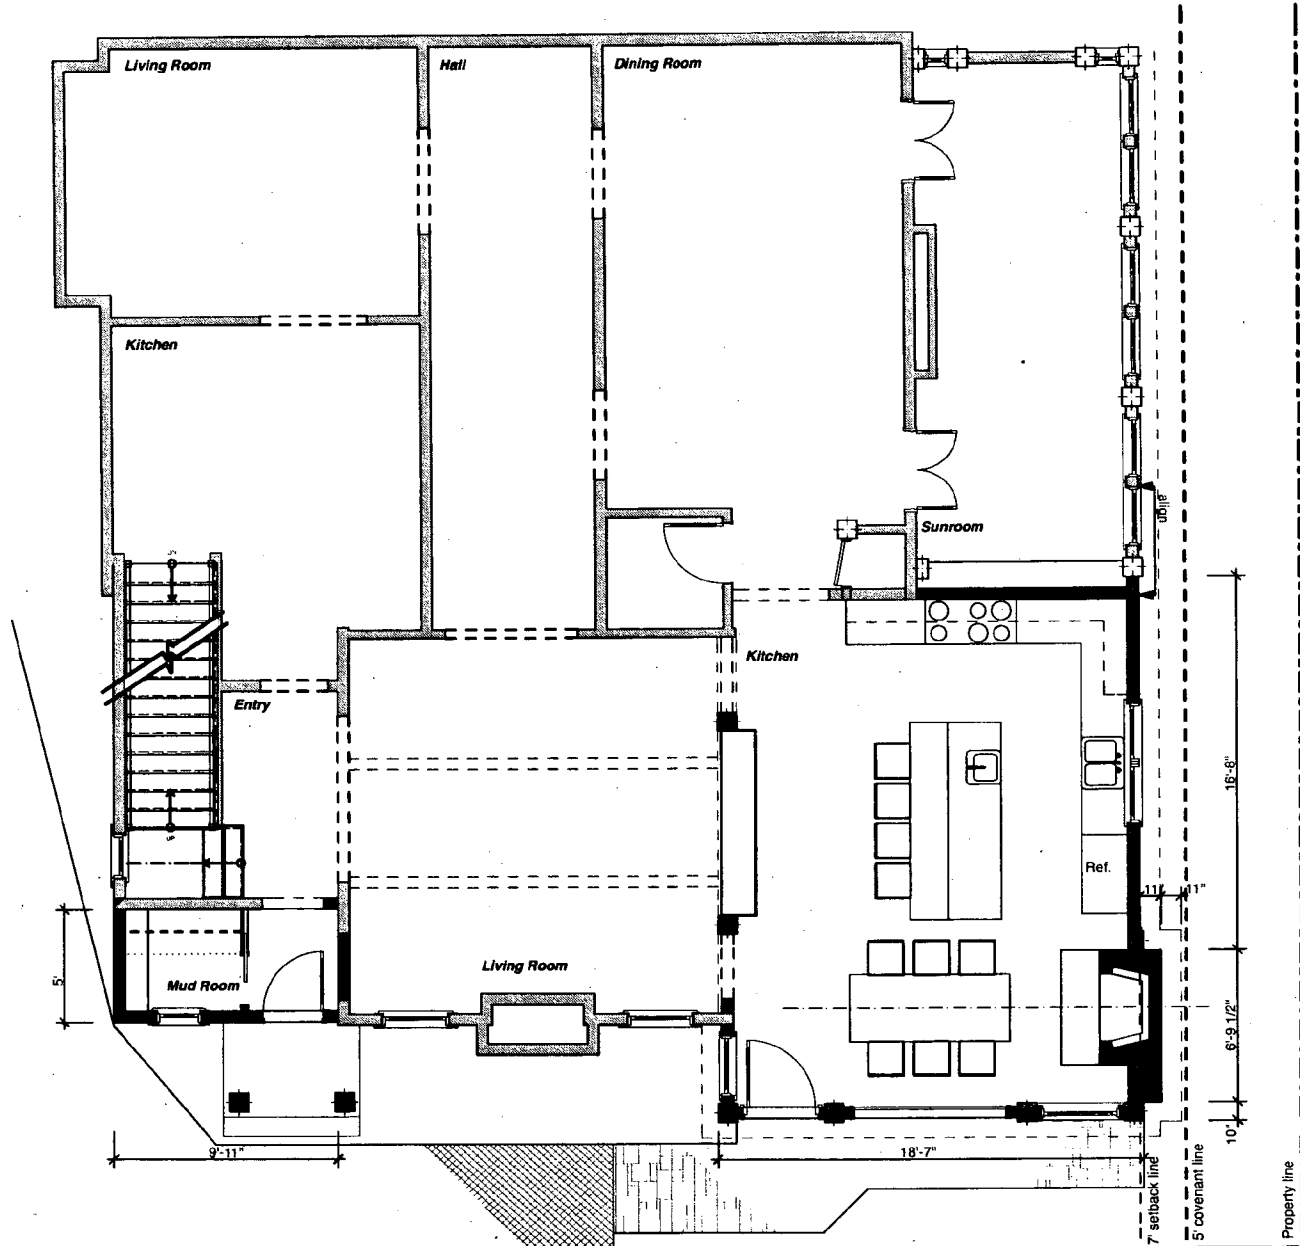 Living Room
Hall
Dining Room
Kitchen
align
Sunroom
Kitchen
Entry
16'-8"
Ref.
11"
11"
Living Room
5'
Mud Room
6'-9 1/2"
10"
9'-11"
18'-7"
7' setback line
5' covenant line
Property line